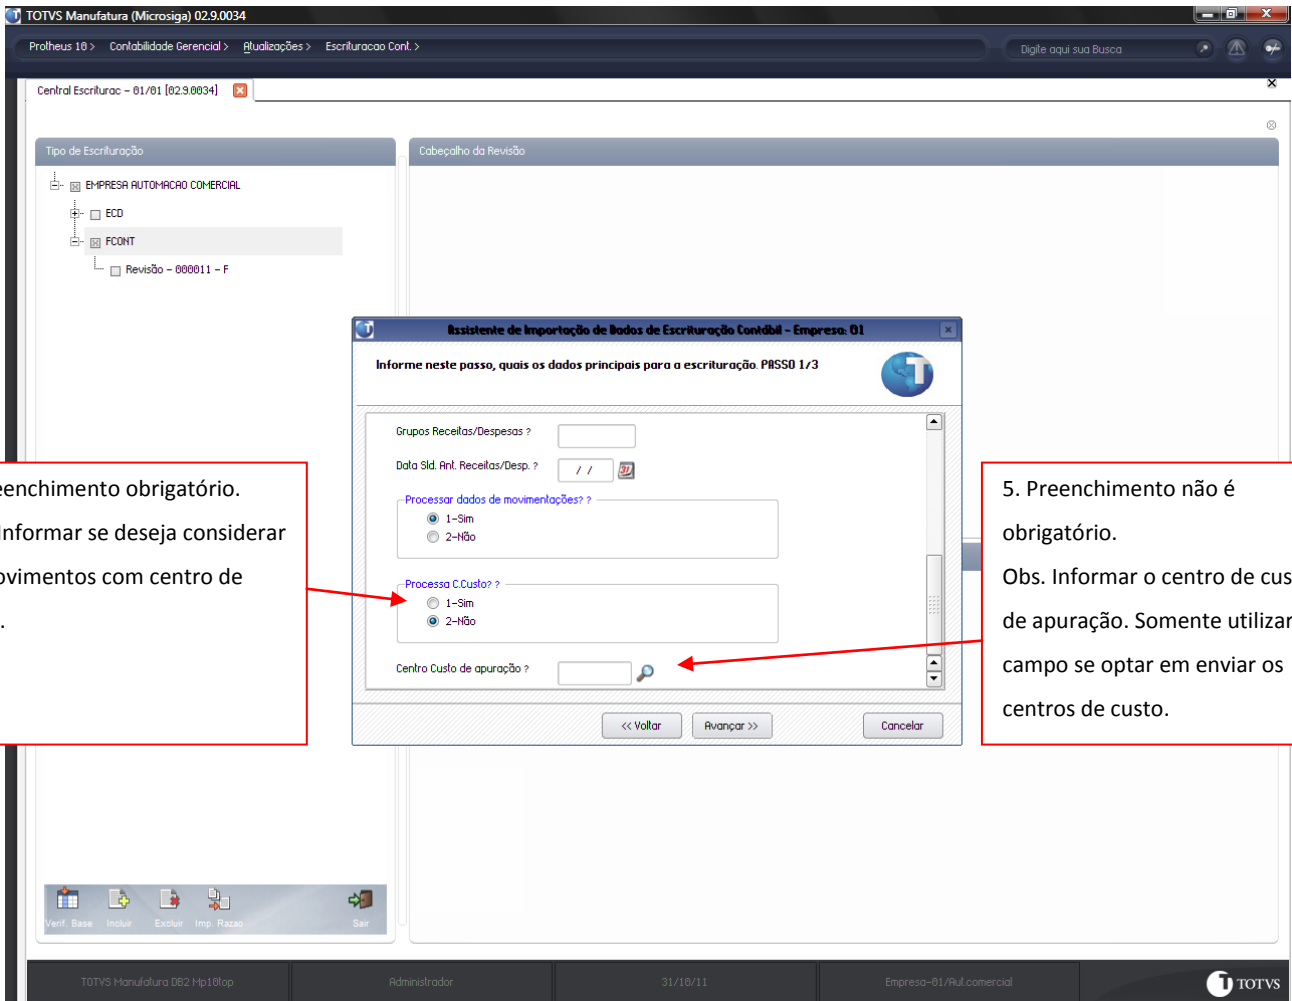 TOTVS Manufatura (Microsiga) 02.9.0034
Protheus 10 > Contabilidade Gerencial > Atualizações > Escrituracao Cont. >
Digite aqui sua Busca
Central Escriturac - 01/01 [02.9.0034]
Tipo de Escrituração
Cabeçalho da Revisão
EMPRESA AUTOMACAO COMERCIAL
ECD
FCONT
Revisão - 000011 - F
Assistente de Importação de Dados de Escrituração Contábil - Empresa: 01
Informe neste passo, quais os dados principais para a escrituração. PASSO 1/3
Grupos Receitas/Despesas ?
Data Sld. Ant. Receitas/Desp. ?
/ /
31
Processar dados de movimentações? ?
1-Sim
2-Não
Processa C.Custo? ?
1-Sim
2-Não
Centro Custo de apuração ?
<< Voltar
Avançar >>
Cancelar
eenchimento obrigatório.
Informar se deseja considerar
ovimentos com centro de
.
5. Preenchimento não é
obrigatório.
Obs. Informar o centro de cus
de apuração. Somente utilizar
campo se optar em enviar os
centros de custo.
Verif. Base
Incluir
Excluir
Imp. Razao
Sair
TOTVS Manufatura DB2 Mp10top
Administrador
31/10/11
Empresa-01/Aut.comercial
TOTVS